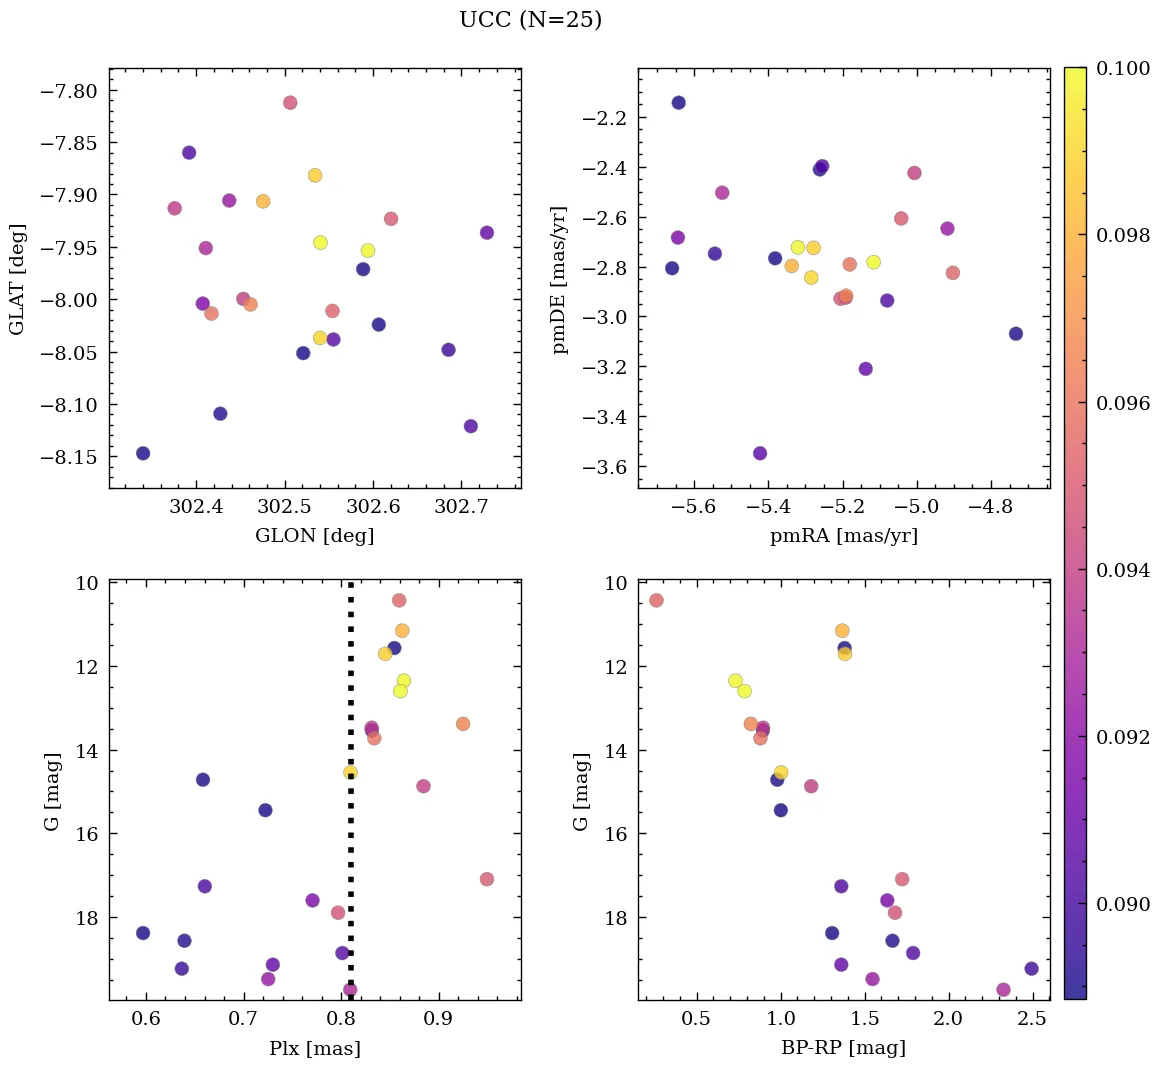 UCC (N=25)
−7.80
−7.85
−7.90
−7.95
−8.00
−8.05
−8.10
−8.15
GLAT [deg]
302.4 302.5 302.6 302.7
GLON [deg]
−2.2
−2.4
−2.6
−2.8
−3.0
−3.2
−3.4
−3.6
pmDE [mas/yr]
−5.6 −5.4 −5.2 −5.0 −4.8
pmRA [mas/yr]
10
12
14
16
18
G [mag]
0.6 0.7 0.8 0.9
Plx [mas]
10
12
14
16
18
G [mag]
0.5 1.0 1.5 2.0 2.5
BP-RP [mag]
0.100
0.098
0.096
0.094
0.092
0.090